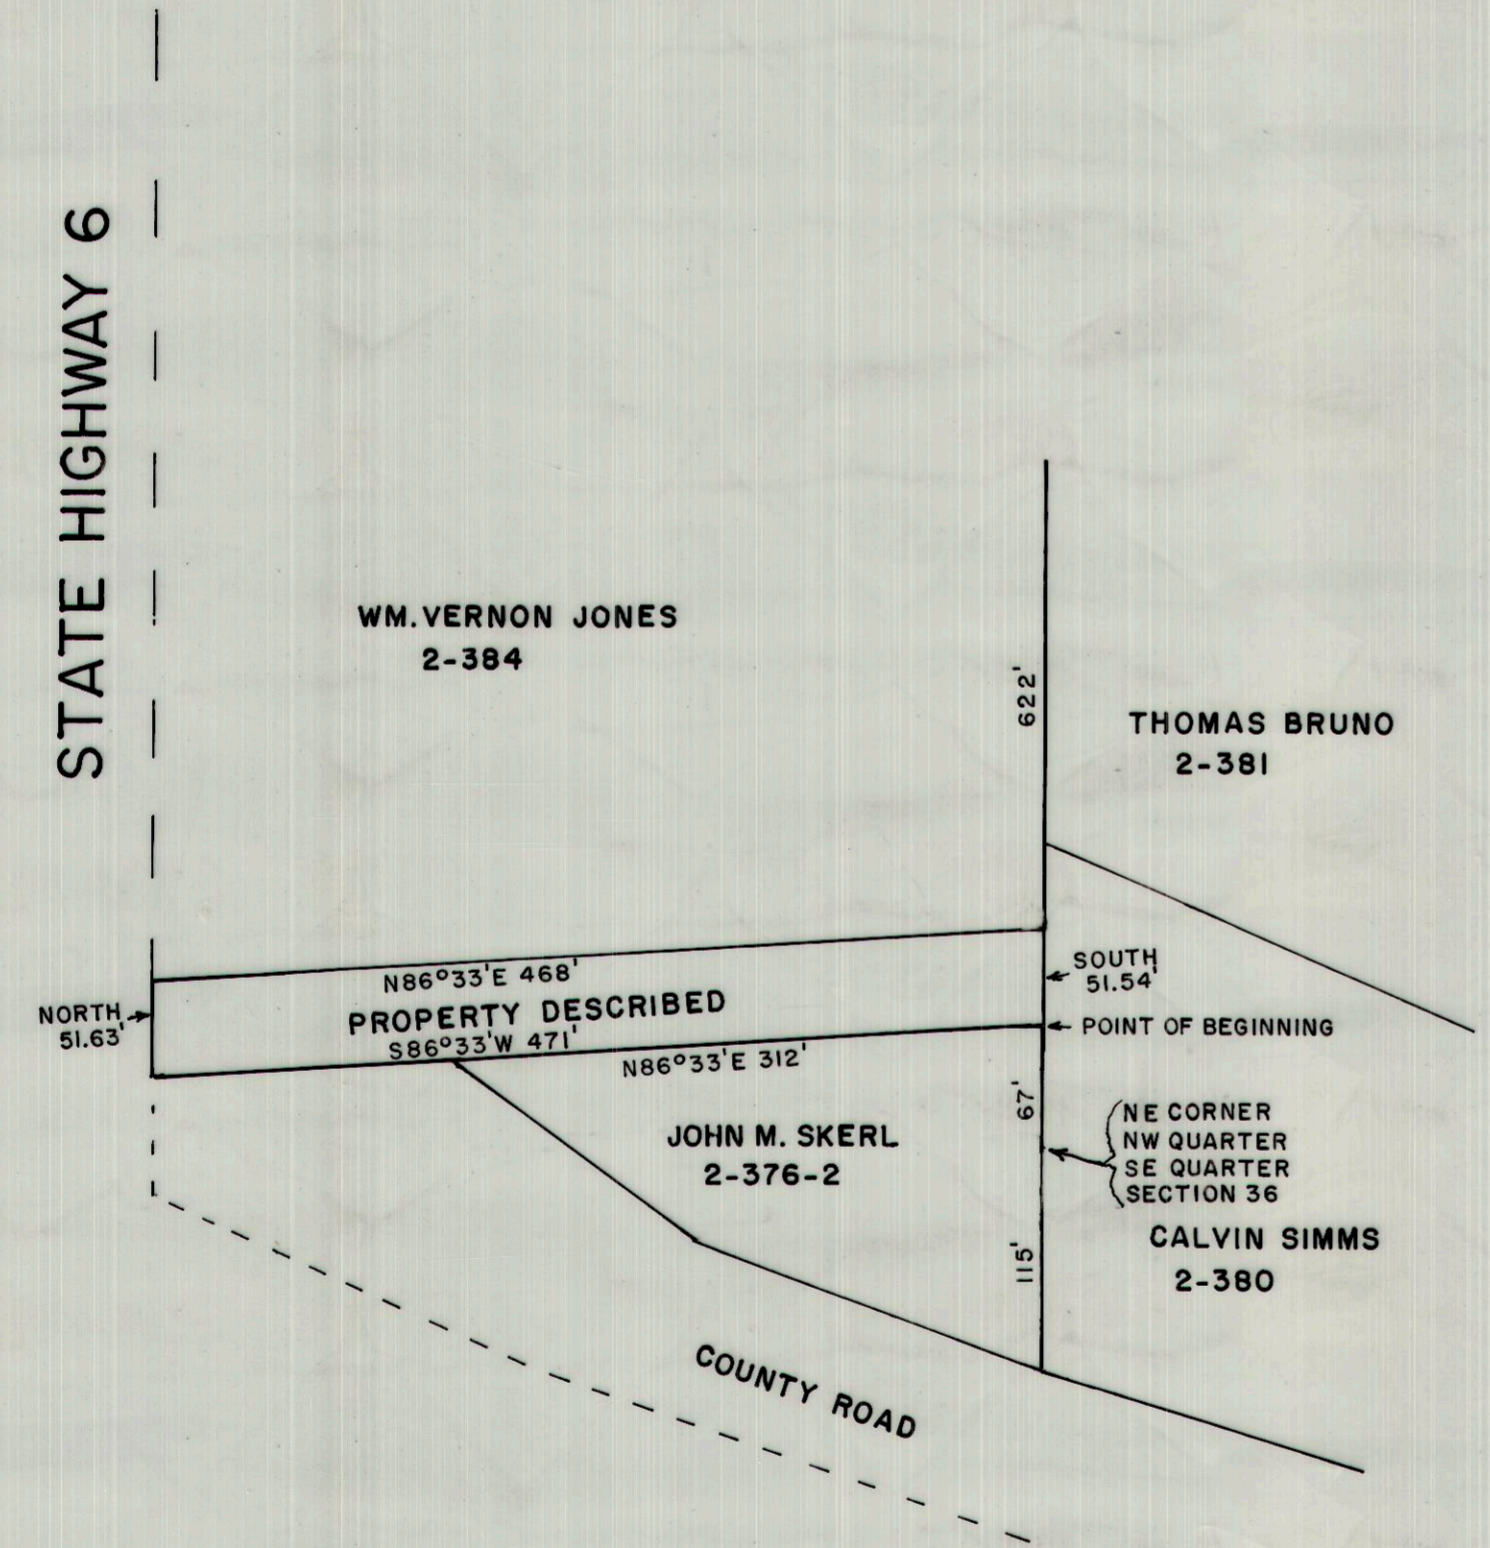 STATE HIGHWAY 6
WM. VERNON JONES
2-384
622'
THOMAS BRUNO
2-381
N86°33'E 468'
SOUTH
51.54'
NORTH
51.63'
PROPERTY DESCRIBED
S86°33'W 471'
POINT OF BEGINNING
N86°33'E 312'
67'
NE CORNER
NW QUARTER
SE QUARTER
SECTION 36
JOHN M. SKERL
2-376-2
CALVIN SIMMS
2-380
115'
COUNTY ROAD